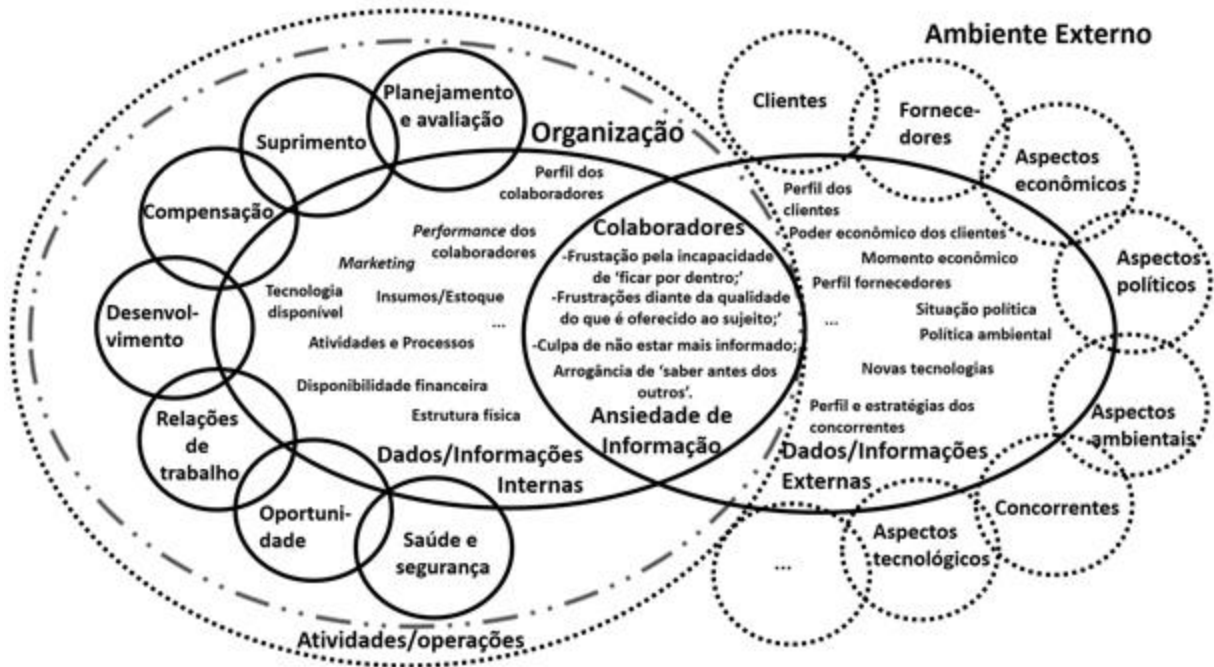 Ambiente Externo
Planejamento
e avaliação
Organização
Suprimento
Compensação
Desenvol-
vimento
Relações
de
trabalho
Oportuni-
dade
Saúde e
segurança
Atividades/operações
Perfil dos
colaboradores
Performance dos
colaboradores
Marketing
Tecnologia
disponível
Insumos/Estoque
...
Atividades e Processos
Disponibilidade financeira
Estrutura física
Dados/Informações
Internas
Colaboradores
-Frustação pela incapacidade
de ‘ficar por dentro;’
-Frustrações diante da qualidade
do que é oferecido ao sujeito;’
-Culpa de não estar mais informado;
Arrogância de ‘saber antes dos
outros’.
Ansiedade de
Informação
Perfil dos
clientes
Poder econômico dos clientes
Momento econômico
Perfil fornecedores
Situação política
...
Política ambiental
Novas tecnologias
Perfil e estratégias dos
concorrentes
Dados/Informações
Externas
Clientes
Fornece-
dores
Aspectos
econômicos
Aspectos
políticos
Aspectos
ambientais
Concorrentes
Aspectos
tecnológicos
...